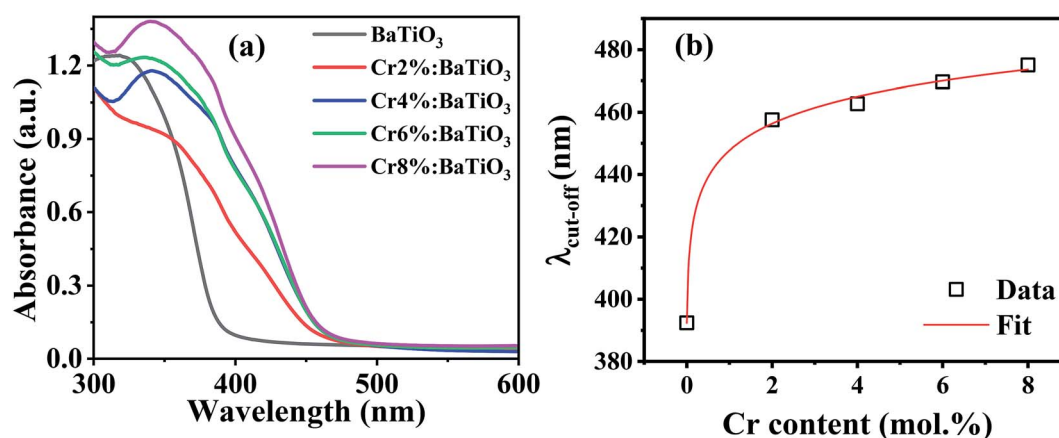 (a)
BaTiO₃
Cr2%:BaTiO₃
Cr4%:BaTiO₃
Cr6%:BaTiO₃
Cr8%:BaTiO₃
Absorbance (a.u.)
1.2
0.9
0.6
0.3
0.0
300 400 500 600
Wavelength (nm)
(b)
λcut-off (nm)
480
460
440
420
400
380
Data
Fit
0 2 4 6 8
Cr content (mol.%)